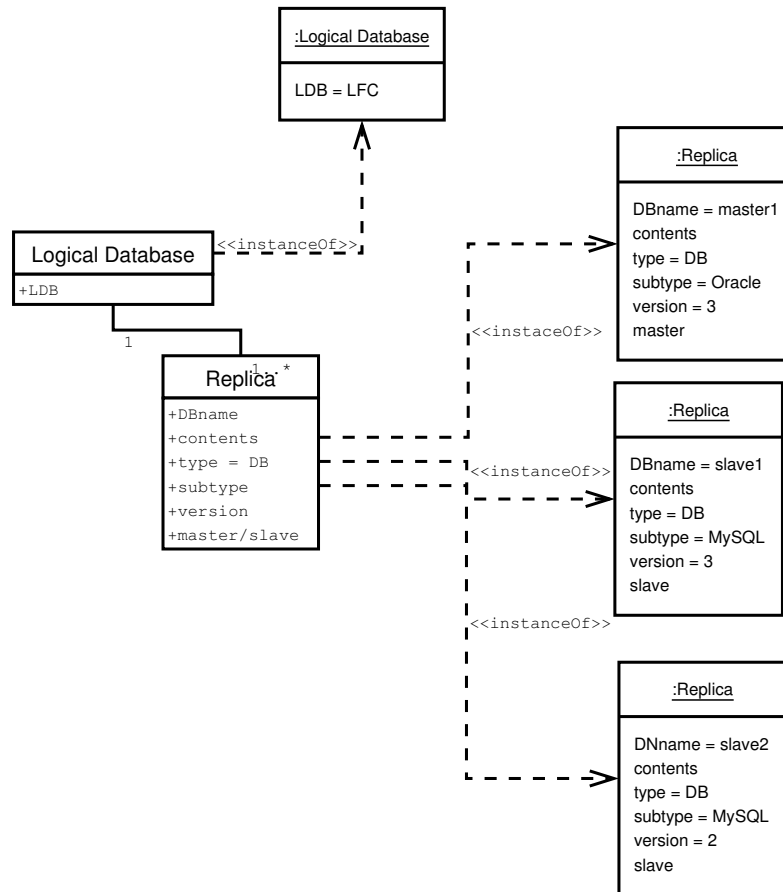 :Logical Database
LDB = LFC
Logical Database
+LDB
<<instanceOf>>
1
1..*
Replica
+DBname
+contents
+type = DB
+subtype
+version
+master/slave
<<instaceOf>>
<<instanceOf>>
<<instanceOf>>
:Replica
DBname = master1
contents
type = DB
subtype = Oracle
version = 3
master
:Replica
DBname = slave1
contents
type = DB
subtype = MySQL
version = 3
slave
:Replica
DNname = slave2
contents
type = DB
subtype = MySQL
version = 2
slave